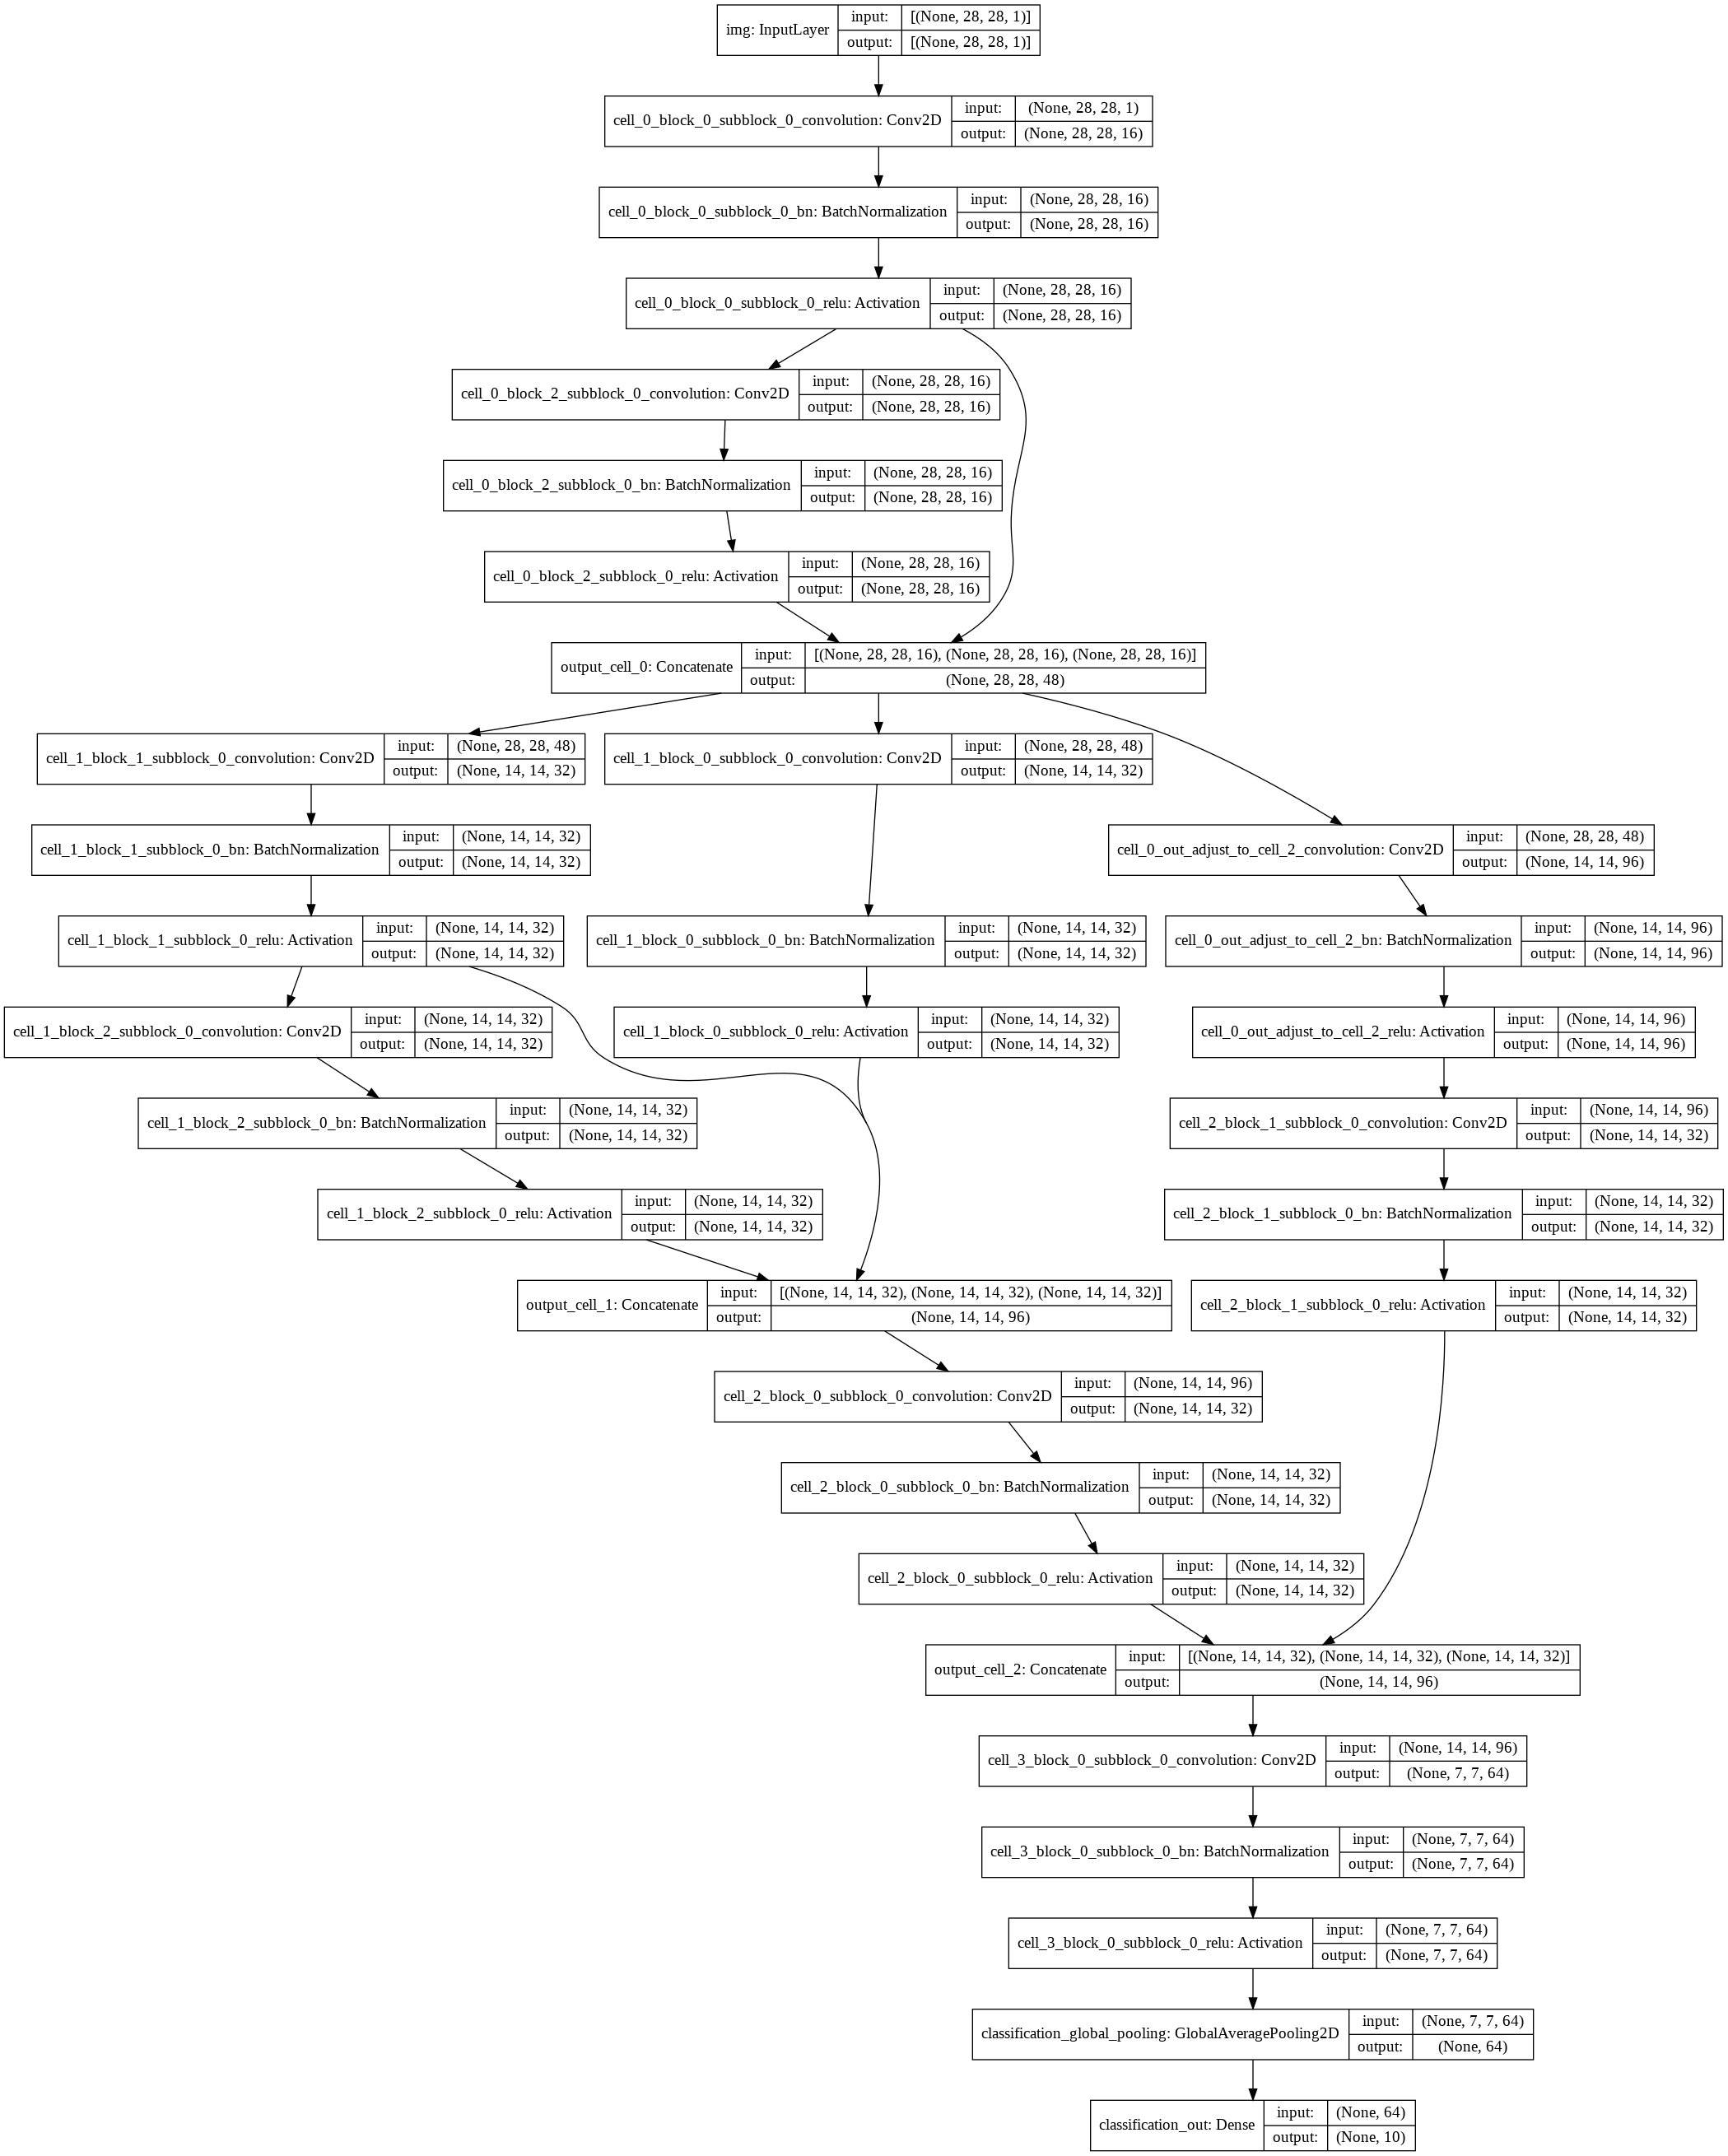 img: InputLayer input: [(None, 28, 28, 1)]
output: [(None, 28, 28, 1)]
cell_0_block_0_subblock_0_convolution: Conv2D input: (None, 28, 28, 1)
output: (None, 28, 28, 16)
cell_0_block_0_subblock_0_bn: BatchNormalization input: (None, 28, 28, 16)
output: (None, 28, 28, 16)
cell_0_block_0_subblock_0_relu: Activation input: (None, 28, 28, 16)
output: (None, 28, 28, 16)
cell_0_block_2_subblock_0_convolution: Conv2D input: (None, 28, 28, 16)
output: (None, 28, 28, 16)
cell_0_block_2_subblock_0_bn: BatchNormalization input: (None, 28, 28, 16)
output: (None, 28, 28, 16)
cell_0_block_2_subblock_0_relu: Activation input: (None, 28, 28, 16)
output: (None, 28, 28, 16)
output_cell_0: Concatenate input: [(None, 28, 28, 16), (None, 28, 28, 16), (None, 28, 28, 16)]
output: (None, 28, 28, 48)
cell_1_block_1_subblock_0_convolution: Conv2D input: (None, 28, 28, 48)
output: (None, 14, 14, 32)
cell_1_block_0_subblock_0_convolution: Conv2D input: (None, 28, 28, 48)
output: (None, 14, 14, 32)
cell_1_block_1_subblock_0_bn: BatchNormalization input: (None, 14, 14, 32)
output: (None, 14, 14, 32)
cell_0_out_adjust_to_cell_2_convolution: Conv2D input: (None, 28, 28, 48)
output: (None, 14, 14, 96)
cell_1_block_1_subblock_0_relu: Activation input: (None, 14, 14, 32)
output: (None, 14, 14, 32)
cell_1_block_0_subblock_0_bn: BatchNormalization input: (None, 14, 14, 32)
output: (None, 14, 14, 32)
cell_0_out_adjust_to_cell_2_bn: BatchNormalization input: (None, 14, 14, 96)
output: (None, 14, 14, 96)
cell_1_block_2_subblock_0_convolution: Conv2D input: (None, 14, 14, 32)
output: (None, 14, 14, 32)
cell_1_block_0_subblock_0_relu: Activation input: (None, 14, 14, 32)
output: (None, 14, 14, 32)
cell_0_out_adjust_to_cell_2_relu: Activation input: (None, 14, 14, 96)
output: (None, 14, 14, 96)
cell_1_block_2_subblock_0_bn: BatchNormalization input: (None, 14, 14, 32)
output: (None, 14, 14, 32)
cell_2_block_1_subblock_0_convolution: Conv2D input: (None, 14, 14, 96)
output: (None, 14, 14, 32)
cell_1_block_2_subblock_0_relu: Activation input: (None, 14, 14, 32)
output: (None, 14, 14, 32)
cell_2_block_1_subblock_0_bn: BatchNormalization input: (None, 14, 14, 32)
output: (None, 14, 14, 32)
output_cell_1: Concatenate input: [(None, 14, 14, 32), (None, 14, 14, 32), (None, 14, 14, 32)]
output: (None, 14, 14, 96)
cell_2_block_1_subblock_0_relu: Activation input: (None, 14, 14, 32)
output: (None, 14, 14, 32)
cell_2_block_0_subblock_0_convolution: Conv2D input: (None, 14, 14, 96)
output: (None, 14, 14, 32)
cell_2_block_0_subblock_0_bn: BatchNormalization input: (None, 14, 14, 32)
output: (None, 14, 14, 32)
cell_2_block_0_subblock_0_relu: Activation input: (None, 14, 14, 32)
output: (None, 14, 14, 32)
output_cell_2: Concatenate input: [(None, 14, 14, 32), (None, 14, 14, 32), (None, 14, 14, 32)]
output: (None, 14, 14, 96)
cell_3_block_0_subblock_0_convolution: Conv2D input: (None, 14, 14, 96)
output: (None, 7, 7, 64)
cell_3_block_0_subblock_0_bn: BatchNormalization input: (None, 7, 7, 64)
output: (None, 7, 7, 64)
cell_3_block_0_subblock_0_relu: Activation input: (None, 7, 7, 64)
output: (None, 7, 7, 64)
classification_global_pooling: GlobalAveragePooling2D input: (None, 7, 7, 64)
output: (None, 64)
classification_out: Dense input: (None, 64)
output: (None, 10)